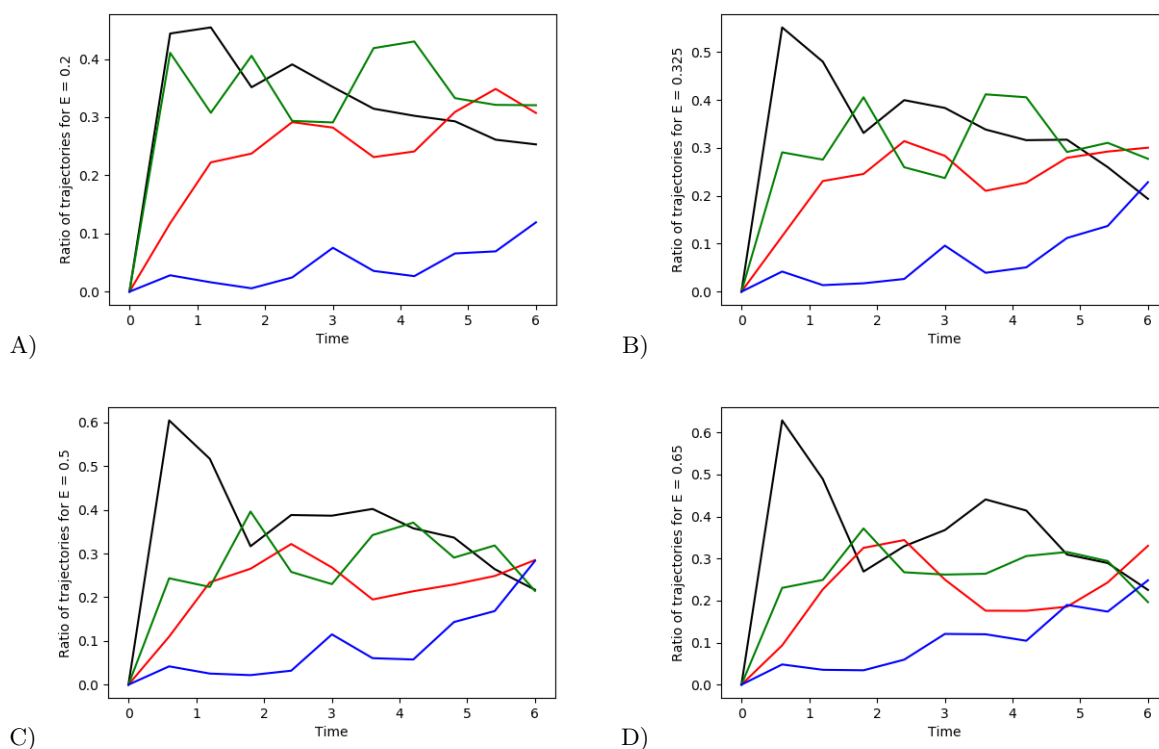 Ratio of trajectories for E = 0.2
0.4
0.3
0.2
0.1
0.0
0 1 2 3 4 5 6
Time
A)
Ratio of trajectories for E = 0.325
0.5
0.4
0.3
0.2
0.1
0.0
0 1 2 3 4 5 6
Time
B)
Ratio of trajectories for E = 0.5
0.6
0.5
0.4
0.3
0.2
0.1
0.0
0 1 2 3 4 5 6
Time
C)
Ratio of trajectories for E = 0.65
0.6
0.5
0.4
0.3
0.2
0.1
0.0
0 1 2 3 4 5 6
Time
D)